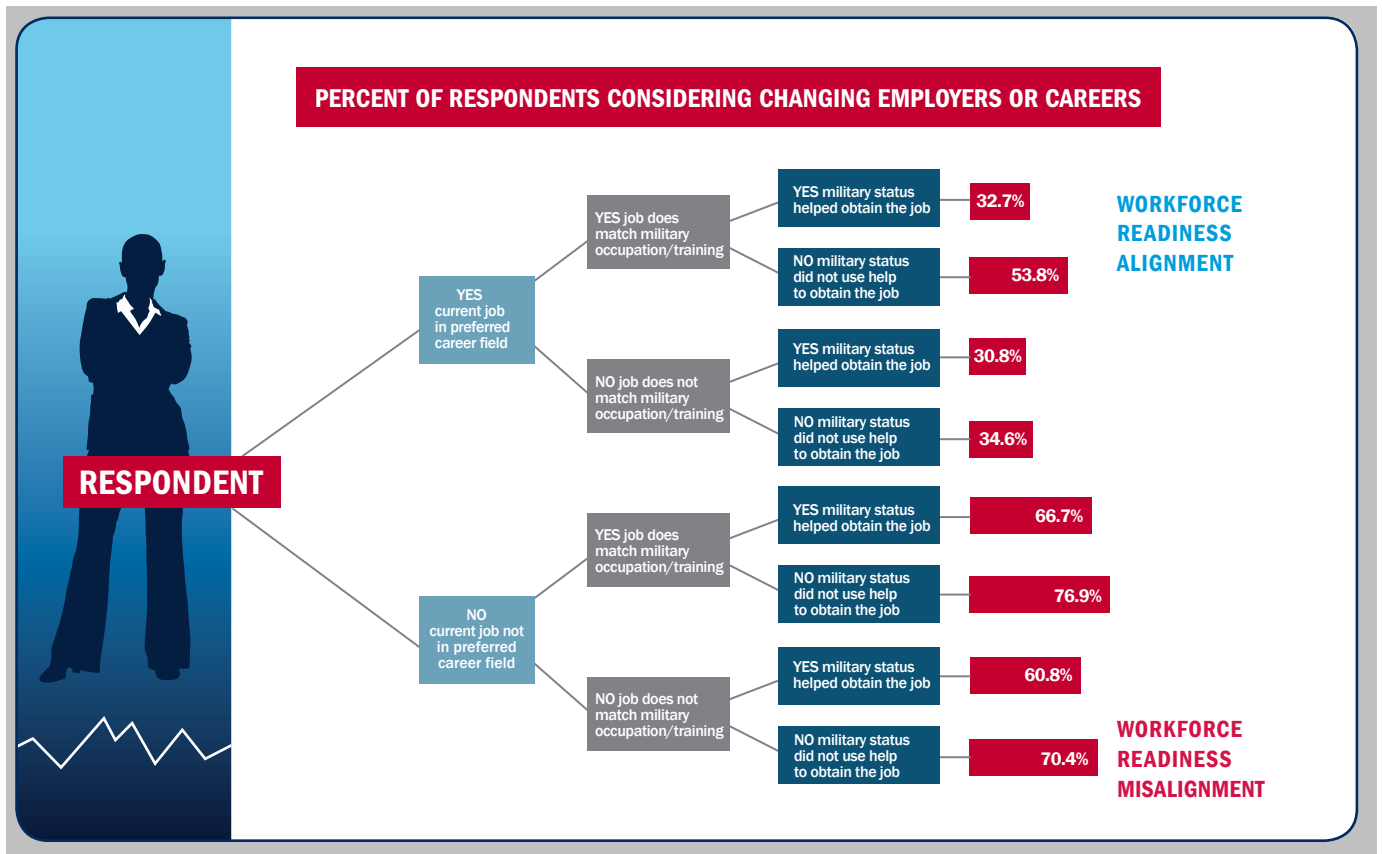 PERCENT OF RESPONDENTS CONSIDERING CHANGING EMPLOYERS OR CAREERS
RESPONDENT
YES
current job
in preferred
career field
YES job does
match military
occupation/training
YES military status
helped obtain the job
32.7%
NO military status
did not use help
to obtain the job
53.8%
NO job does not
match military
occupation/training
YES military status
helped obtain the job
30.8%
NO military status
did not use help
to obtain the job
34.6%
NO
current job not
in preferred
career field
YES job does
match military
occupation/training
YES military status
helped obtain the job
66.7%
NO military status
did not use help
to obtain the job
76.9%
NO job does not
match military
occupation/training
YES military status
helped obtain the job
60.8%
NO military status
did not use help
to obtain the job
70.4%
WORKFORCE
READINESS
ALIGNMENT
WORKFORCE
READINESS
MISALIGNMENT